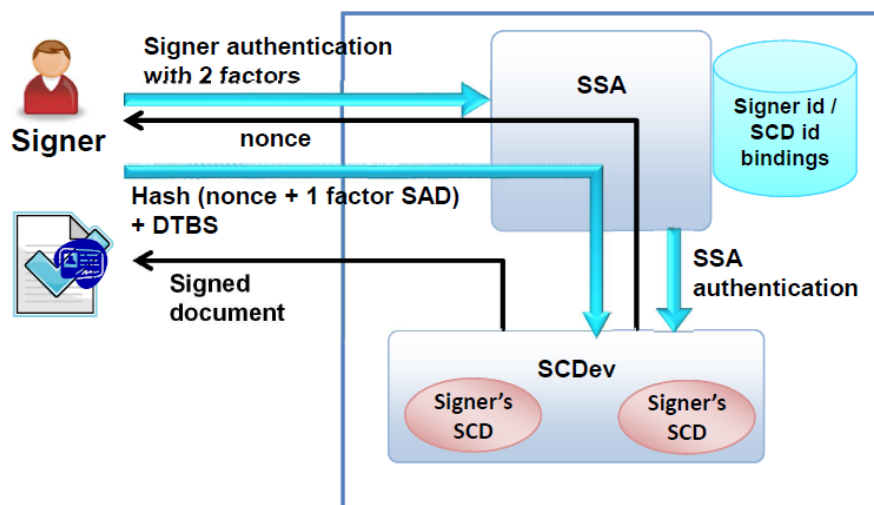 Signer authentication
with 2 factors
SSA
Signer id /
SCD id
bindings
Signer
nonce
Hash (nonce + 1 factor SAD)
+ DTBS
SSA
authentication
Signed
document
SCDev
Signer's
SCD
Signer's
SCD